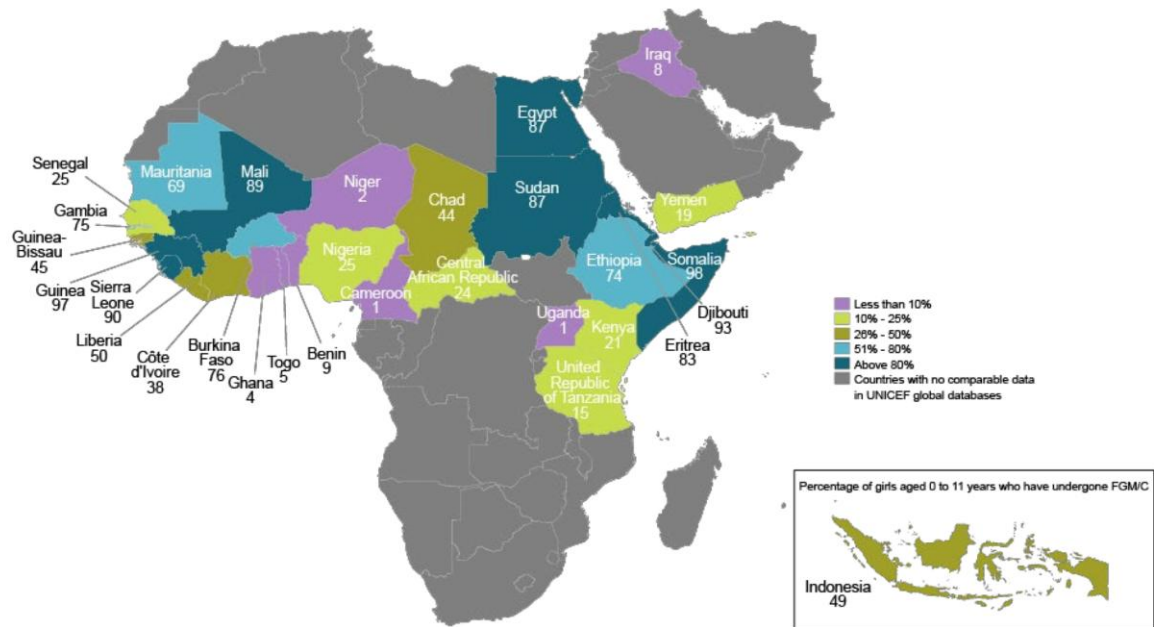 Iraq
8
Egypt
87
Senegal
25
Mauritania
69
Mali
89
Niger
2
Chad
44
Sudan
87
Yemen
19
Gambia
75
Guinea-
Bissau
45
Guinea
97
Sierra
Leone
90
Liberia
50
Côte
d'Ivoire
38
Burkina
Faso
76
Ghana
4
Togo
5
Benin
9
Nigeria
25
Cameroon
1
Central
African Republic
24
Ethiopia
74
Somalia
98
Djibouti
93
Eritrea
83
Uganda
1
Kenya
21
United
Republic
of Tanzania
15
Less than 10%
10% - 25%
26% - 50%
51% - 80%
Above 80%
Countries with no comparable data
in UNICEF global databases
Percentage of girls aged 0 to 11 years who have undergone FGM/C
Indonesia
49